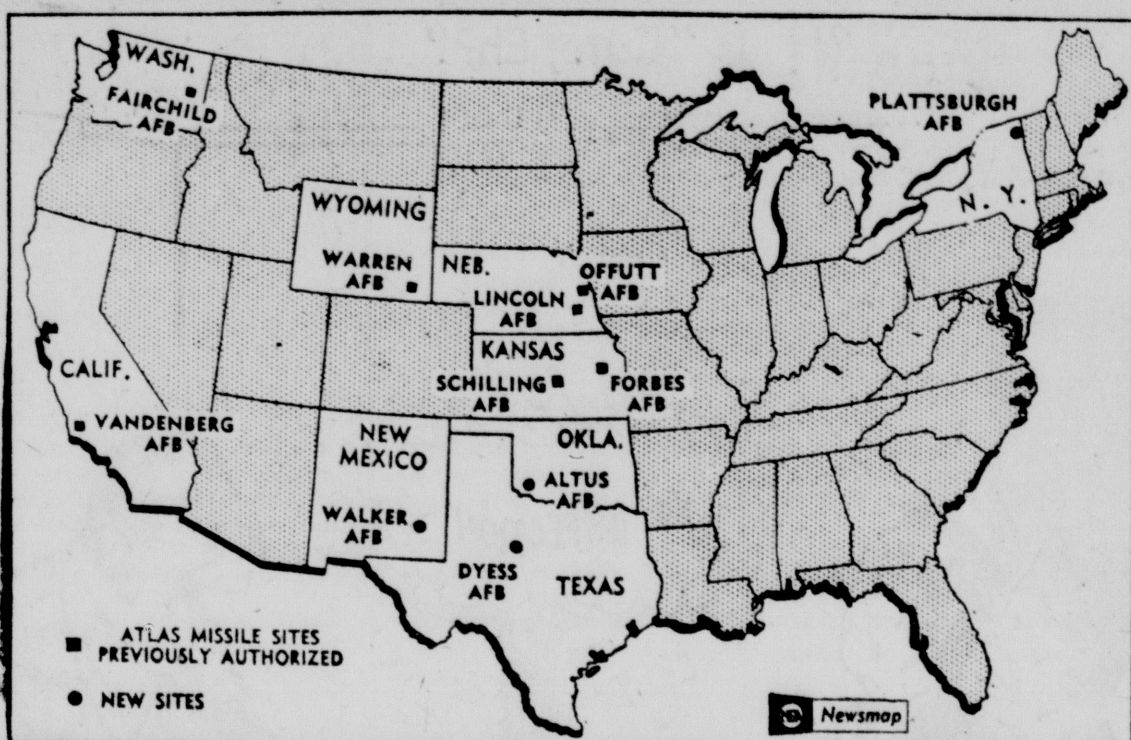 WASH.
FAIRCHILD
AFB
PLATTSBURGH
AFB
N. Y.
WYOMING
WARREN
AFB
NEB.
OFFUTT
AFB
LINCOLN
AFB
KANSAS
SCHILLING
AFB
FORBES
AFB
CALIF.
VANDENBERG
AFB
NEW
MEXICO
WALKER
AFB
OKLA.
ALTUS
AFB
DYESS
AFB
TEXAS
ATLAS MISSILE SITES
PREVIOUSLY AUTHORIZED
NEW SITES
Newsmap